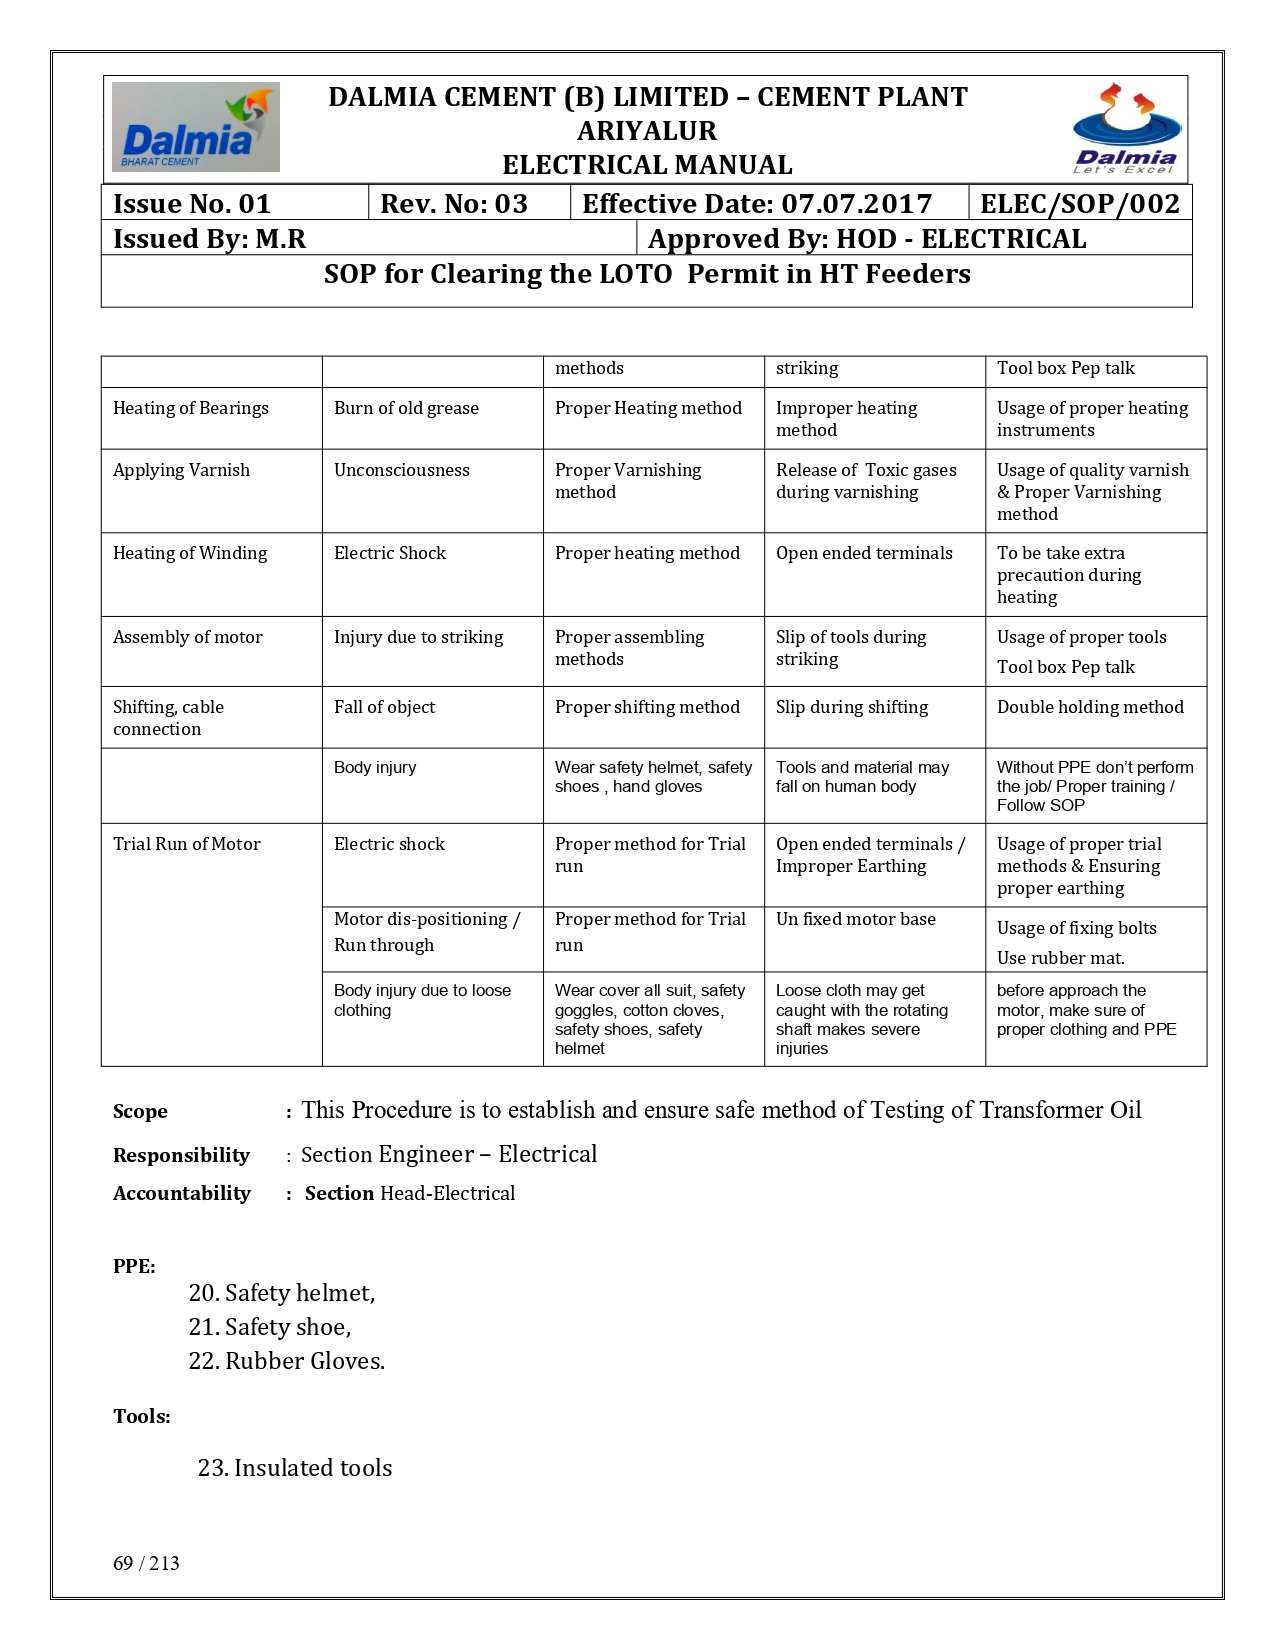 Dalmia
BHARAT CEMENT
DALMIA CEMENT (B) LIMITED – CEMENT PLANT
ARIYALUR
ELECTRICAL MANUAL
Dalmia
Let's Excel
Issue No. 01 Rev. No: 03 Effective Date: 07.07.2017 ELEC/SOP/002
Issued By: M.R Approved By: HOD - ELECTRICAL
SOP for Clearing the LOTO Permit in HT Feeders
methods striking Tool box Pep talk
Heating of Bearings Burn of old grease Proper Heating method Improper heating Usage of proper heating
method instruments
Applying Varnish Unconsciousness Proper Varnishing Release of Toxic gases Usage of quality varnish
method during varnishing & Proper Varnishing
method
Heating of Winding Electric Shock Proper heating method Open ended terminals To be take extra
precaution during
heating
Assembly of motor Injury due to striking Proper assembling Slip of tools during Usage of proper tools
methods striking Tool box Pep talk
Shifting, cable Fall of object Proper shifting method Slip during shifting Double holding method
connection
Body injury Wear safety helmet, safety Tools and material may Without PPE don’t perform
shoes , hand gloves fall on human body the job/ Proper training /
Follow SOP
Trial Run of Motor Electric shock Proper method for Trial Open ended terminals / Usage of proper trial
run Improper Earthing methods & Ensuring
proper earthing
Motor dis-positioning / Proper method for Trial Un fixed motor base Usage of fixing bolts
Run through run Use rubber mat.
Body injury due to loose Wear cover all suit, safety Loose cloth may get before approach the
clothing goggles, cotton cloves, caught with the rotating motor, make sure of
safety shoes, safety shaft makes severe proper clothing and PPE
helmet injuries
Scope : This Procedure is to establish and ensure safe method of Testing of Transformer Oil
Responsibility : Section Engineer – Electrical
Accountability : Section Head-Electrical
PPE:
20. Safety helmet,
21. Safety shoe,
22. Rubber Gloves.
Tools:
23. Insulated tools
69 / 213